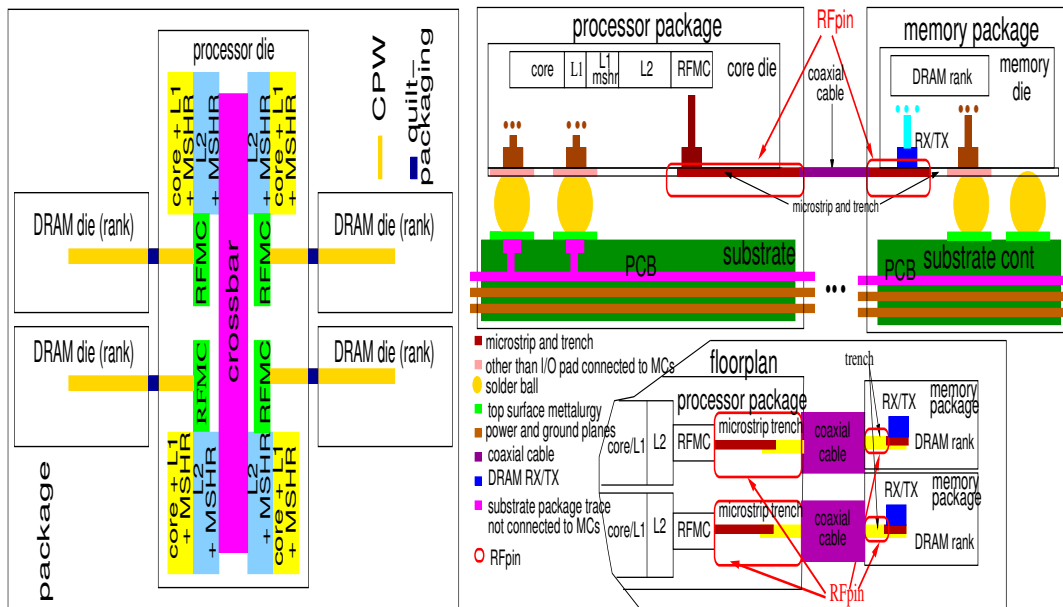 processor die
core + L1
+ MSHR
L2
+ MSHR
L2
+ MSHR
core + L1
+ MSHR
CPW
quilt-
packaging
DRAM die (rank)
RFMC
RFMC
DRAM die (rank)
crossbar
DRAM die (rank)
RFMC
RFMC
DRAM die (rank)
core + L1
+ MSHR
L2
+ MSHR
L2
+ MSHR
core + L1
+ MSHR
package
processor package
RFpin
memory package
core
L1
L1
mshr
L2
RFMC
core die
coaxial
cable
DRAM rank
memory
die
RX/TX
microstrip and trench
substrate
PCB
PCB
substrate cont
microstrip and trench
other than I/O pad connected to MCs
solder ball
top surface mettalurgy
power and ground planes
coaxial cable
DRAM RX/TX
substrate package trace
not connected to MCs
RFpin
floorplan
processor package
trench
RX/TX
memory
package
core/L1
L2
RFMC
microstrip trench
coaxial
cable
DRAM rank
core/L1
L2
RFMC
microstrip trench
coaxial
cable
RX/TX
memory
package
DRAM rank
RFpin